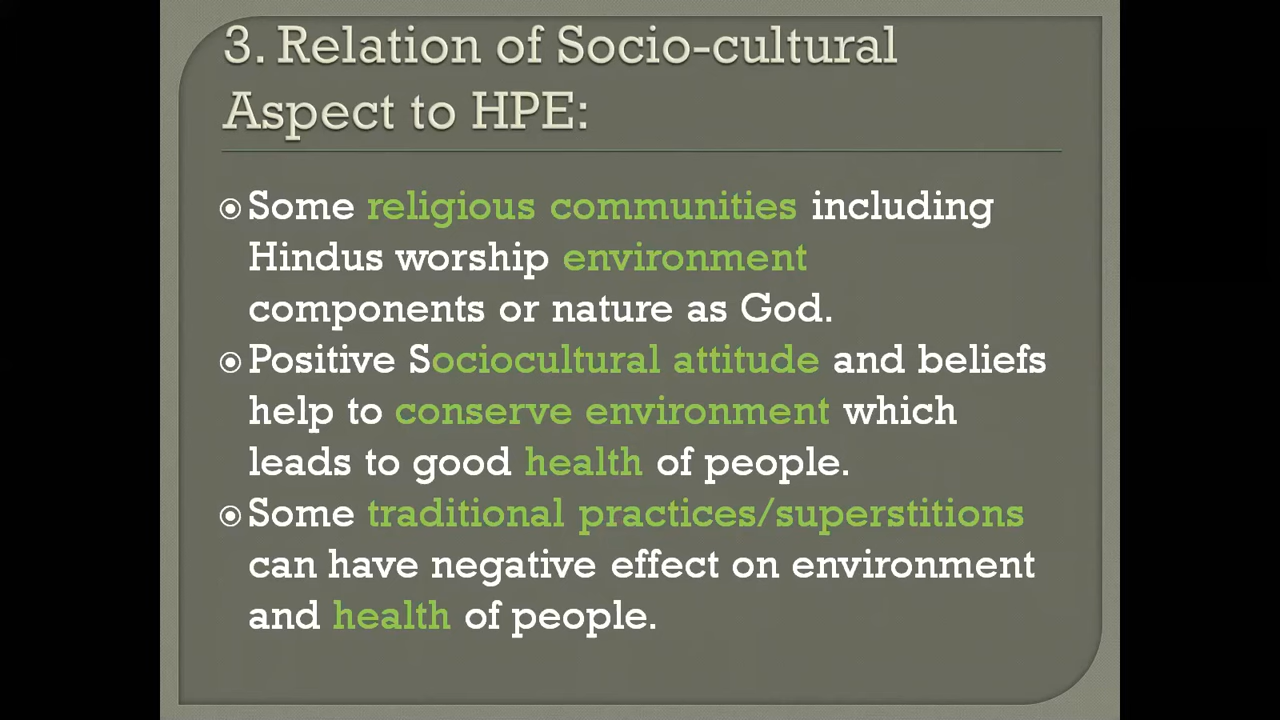 3. Relation of Socio-cultural
Aspect to HPE:
Some religious communities including
Hindus worship environment
components or nature as God.
Positive Sociocultural attitude and beliefs
help to conserve environment which
leads to good health of people.
Some traditional practices/superstitions
can have negative effect on environment
and health of people.